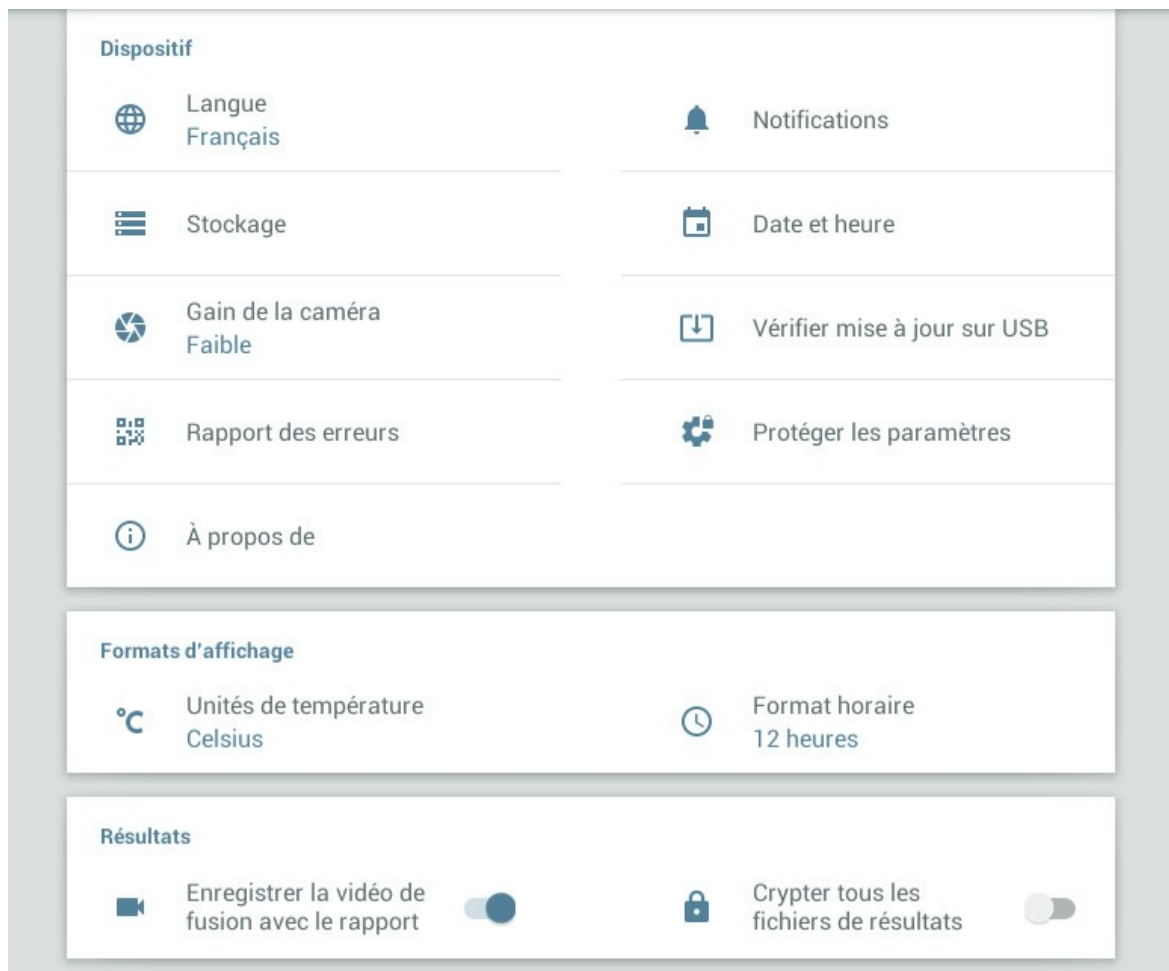 Dispositif
Langue
Français
Notifications
Stockage
Date et heure
Gain de la caméra
Faible
Vérifier mise à jour sur USB
Rapport des erreurs
Protéger les paramètres
À propos de
Formats d'affichage
°C
Unités de température
Celsius
Format horaire
12 heures
Résultats
Enregistrer la vidéo de
fusion avec le rapport
Crypter tous les
fichiers de résultats